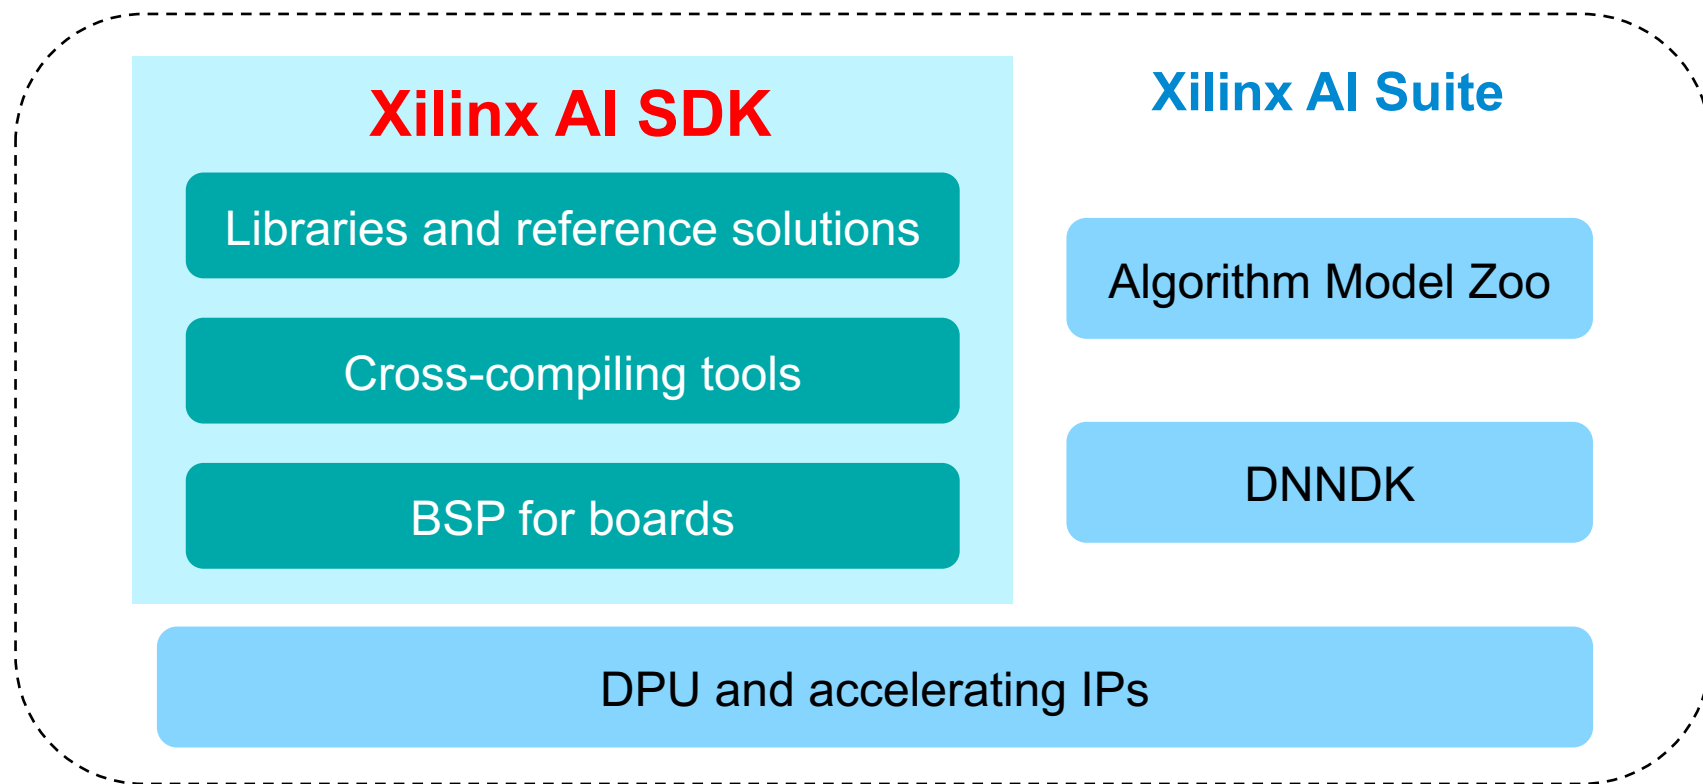 Xilinx AI SDK
Libraries and reference solutions
Cross-compiling tools
BSP for boards
Xilinx AI Suite
Algorithm Model Zoo
DNNDK
DPU and accelerating IPs